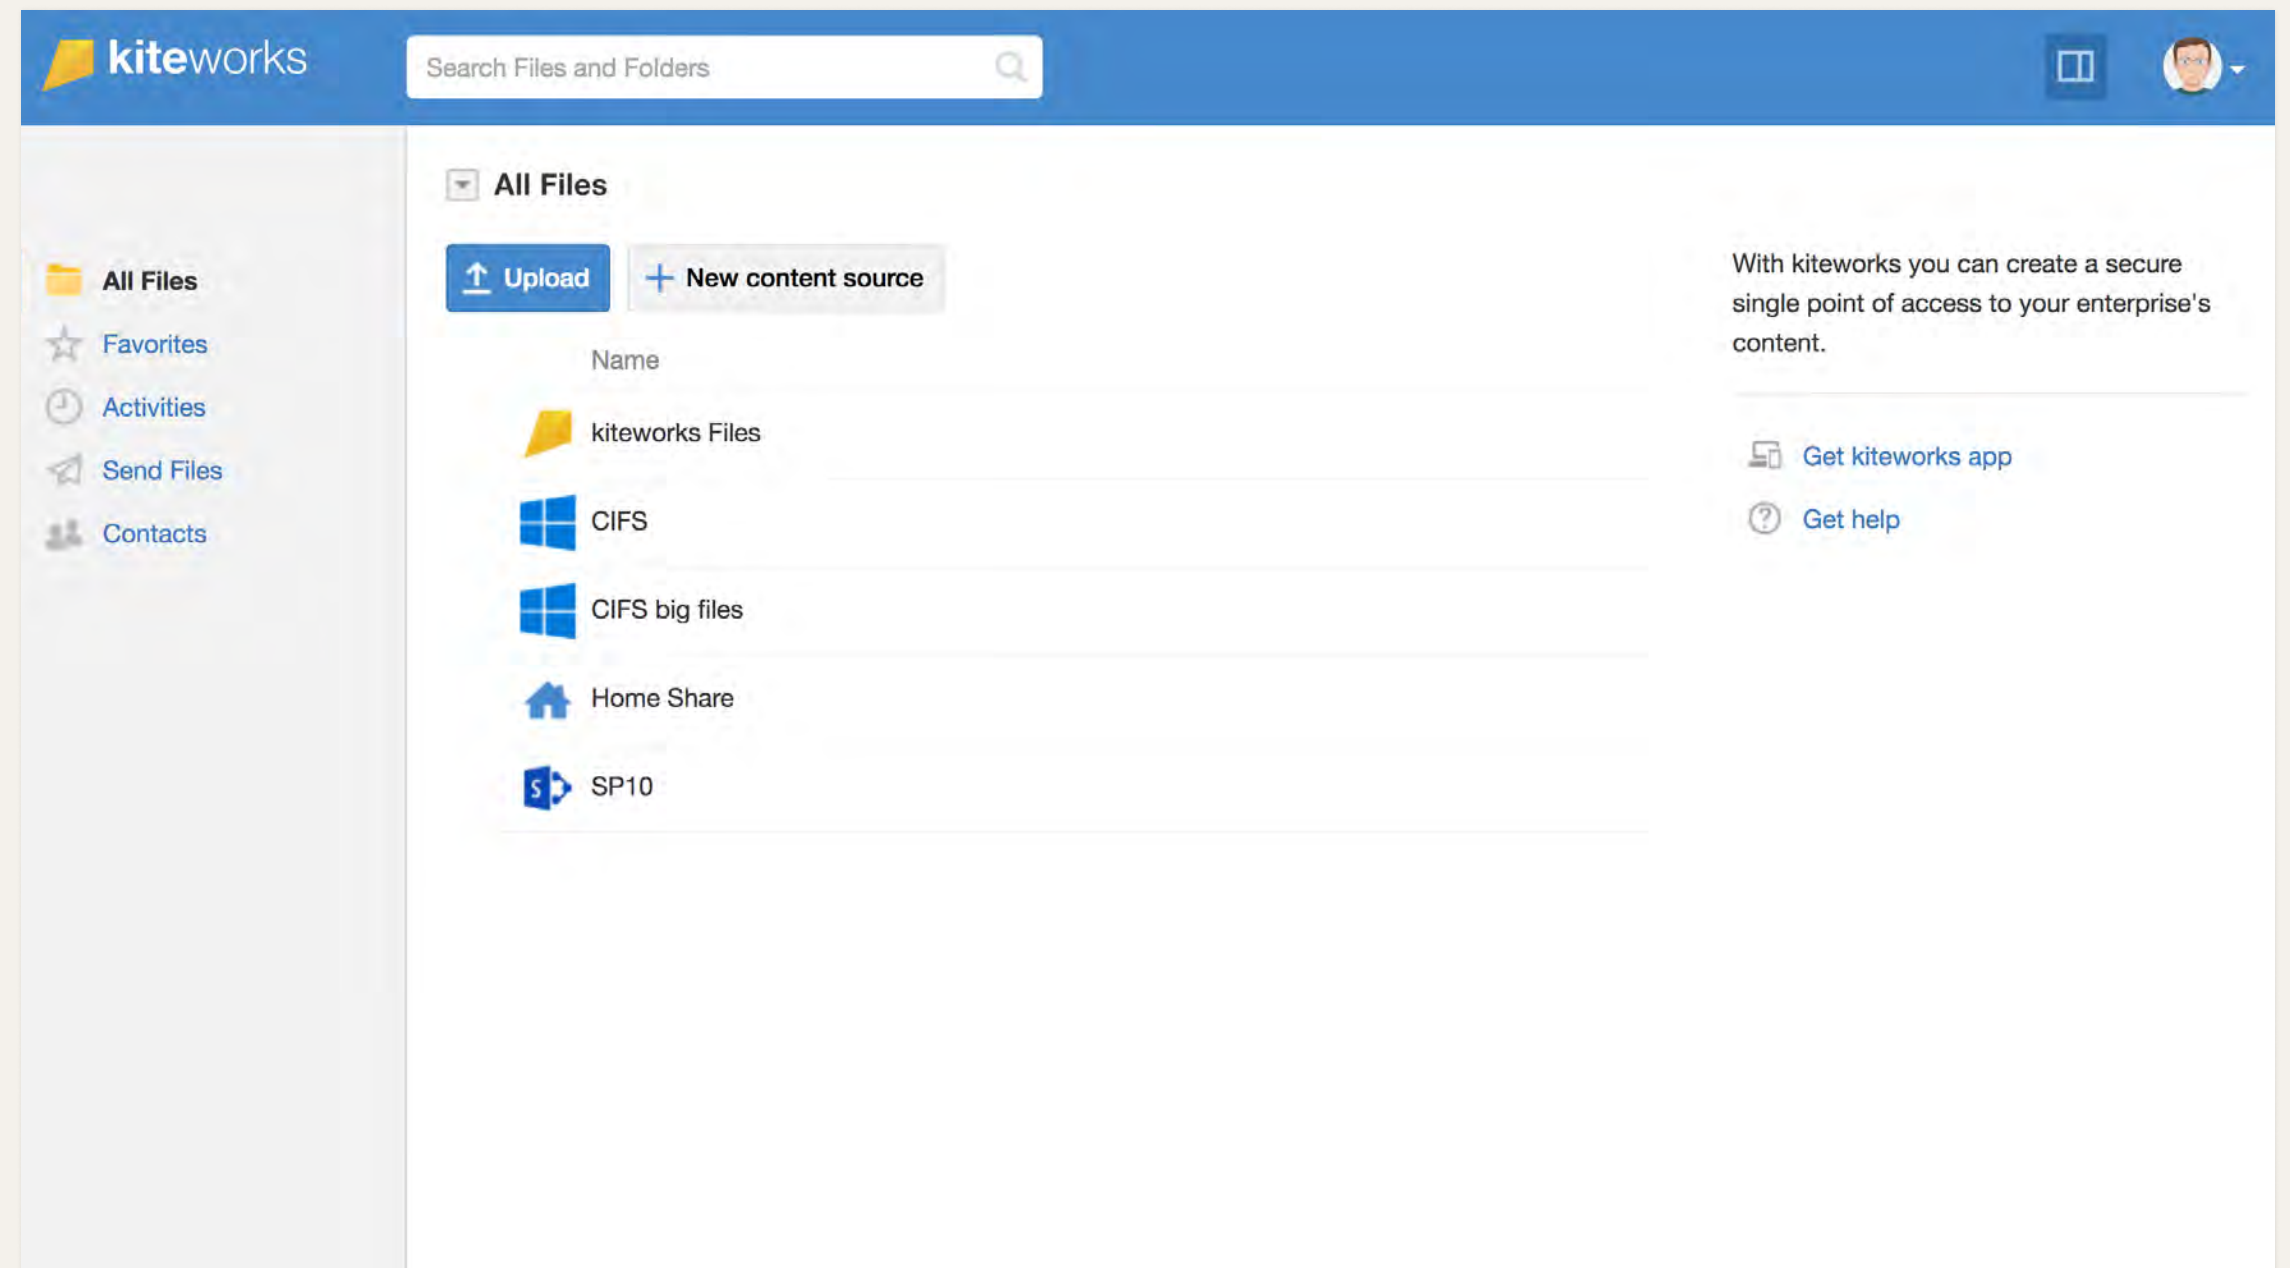 kiteworks
Search Files and Folders
All Files
Favorites
Activities
Send Files
Contacts
All Files
Upload
New content source
Name
kiteworks Files
CIFS
CIFS big files
Home Share
S
SP10
With kiteworks you can create a secure
single point of access to your enterprise's
content.
Get kiteworks app
? Get help